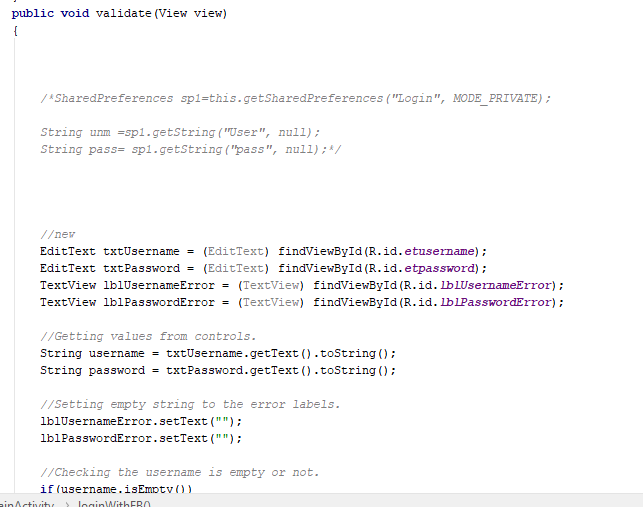 public void validate(View view)
{
/*SharedPreferences sp1=this.getSharedPreferences("Login", MODE_PRIVATE);
String unm =sp1.getString("User", null);
String pass= sp1.getString("pass", null);*/
//new
EditText txtUsername = (EditText) findViewById(R.id.etusername);
EditText txtPassword = (EditText) findViewById(R.id.etpassword);
TextView lblUsernameError = (TextView) findViewById(R.id.lblUsernameError);
TextView lblPasswordError = (TextView) findViewById(R.id.lblPasswordError);
//Getting values from controls.
String username = txtUsername.getText().toString();
String password = txtPassword.getText().toString();
//Setting empty string to the error labels.
lblUsernameError.setText("");
lblPasswordError.setText("");
//Checking the username is empty or not.
if(username.isEmpty())